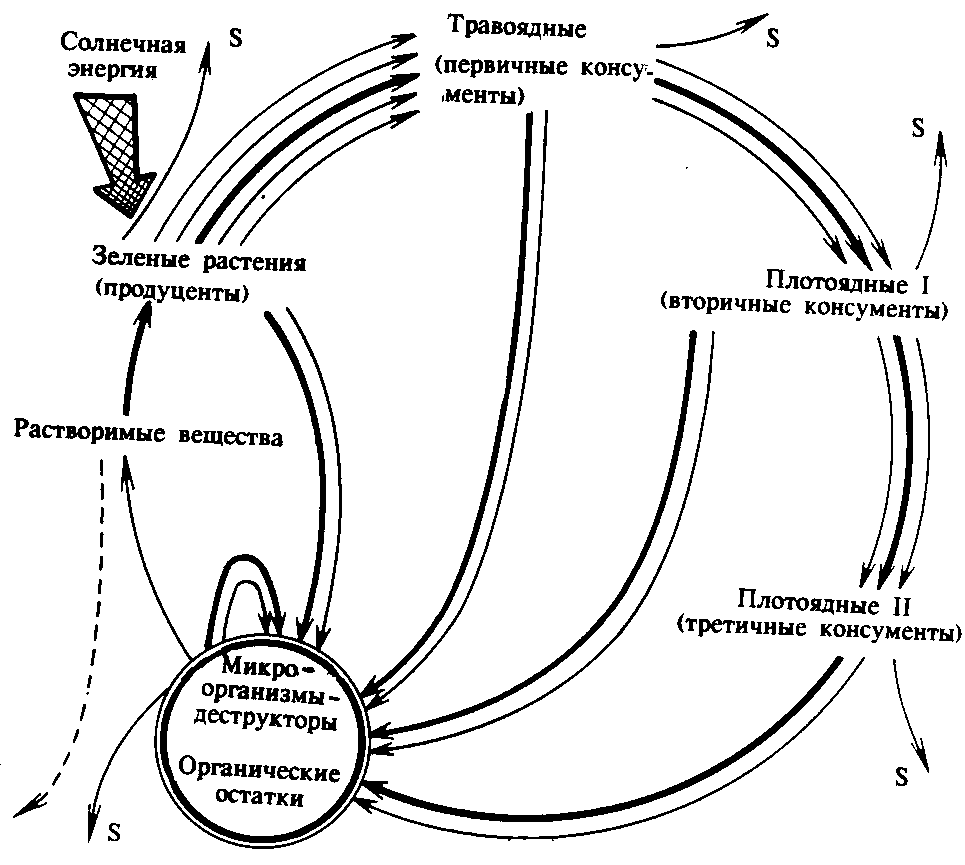 Солнечная
энергия
S
Травоядные
(первичные консу-
менты)
S
S
Зеленые растения
(продуценты)
Плотоядные I
(вторичные консументы)
Растворимые вещества
Плотоядные II
(третичные консументы)
Микро-
организмы-
деструкторы
Органические
остатки
S
S